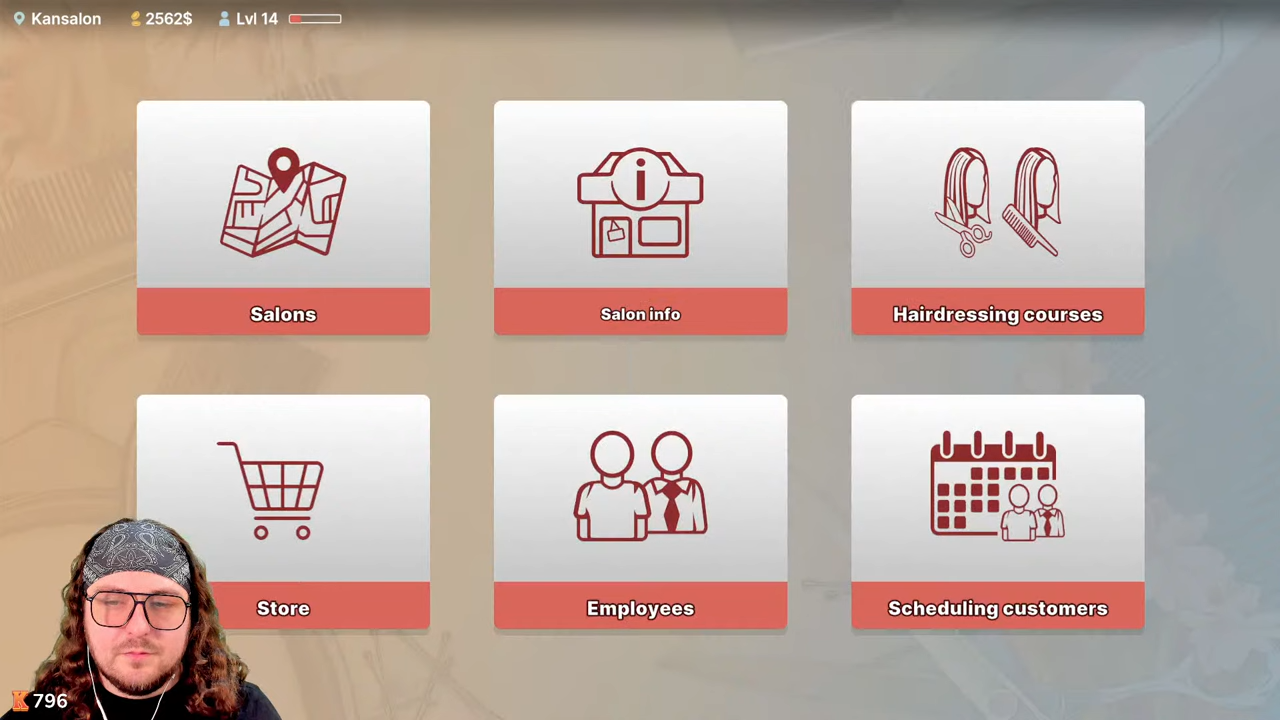 Kansalon 2562$ Lvl 14
Salons
Salon info
Hairdressing courses
Store
Employees
Scheduling customers
K 796